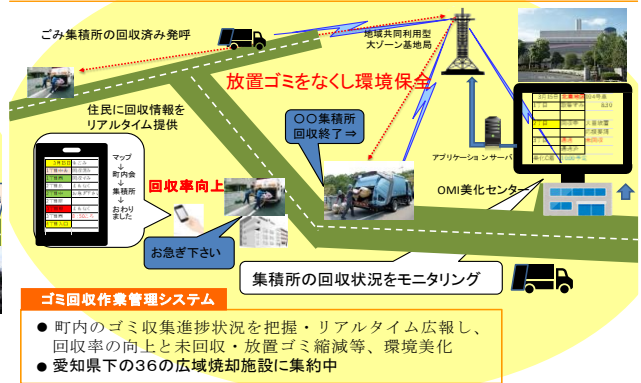 ごみ集積所の回収済み発呼
地域共同利用型
大ゾーン基地局
放置ゴミをなくし環境保全
住民に回収情報を
リアルタイム提供
〇〇集積所
回収終了⇒
アプリケーションサーバ
OMI美化センター
マップ
↓
町内会
↓
集積所
↓
おわり
ました
回収率向上
お急ぎ下さい
集積所の回収状況をモニタリング
ゴミ回収作業管理システム
● 町内のゴミ収集進捗状況を把握・リアルタイム広報し、
回収率の向上と未回収・放置ゴミ縮減等、環境美化
● 愛知県下の36の広域焼却施設に集約中